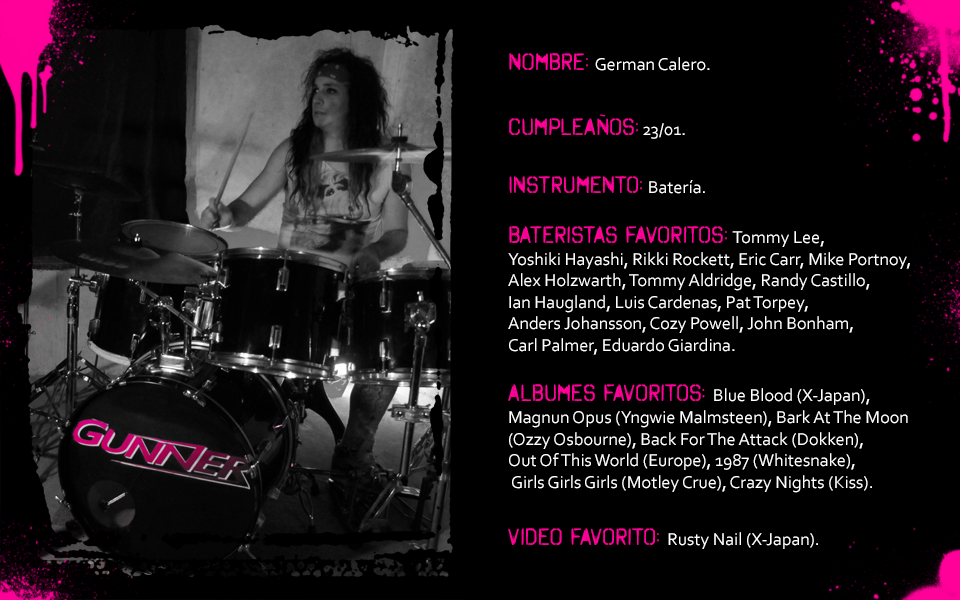 GUNNER
NOMBRE: German Calero.
CUMPLEAÑOS: 23/01.
INSTRUMENTO: Batería.
BATERISTAS FAVORITOS: Tommy Lee,
Yoshiki Hayashi, Rikki Rockett, Eric Carr, Mike Portnoy,
Alex Holzwarth, Tommy Aldridge, Randy Castillo,
Ian Haugland, Luis Cardenas, Pat Torpey,
Anders Johansson, Cozy Powell, John Bonham,
Carl Palmer, Eduardo Giardina.
ALBUMES FAVORITOS: Blue Blood (X-Japan),
Magnun Opus (Yngwie Malmsteen), Bark At The Moon
(Ozzy Osbourne), Back For The Attack (Dokken),
Out Of This World (Europe), 1987 (Whitesnake),
Girls Girls Girls (Motley Crue), Crazy Nights (Kiss).
VIDEO FAVORITO: Rusty Nail (X-Japan).